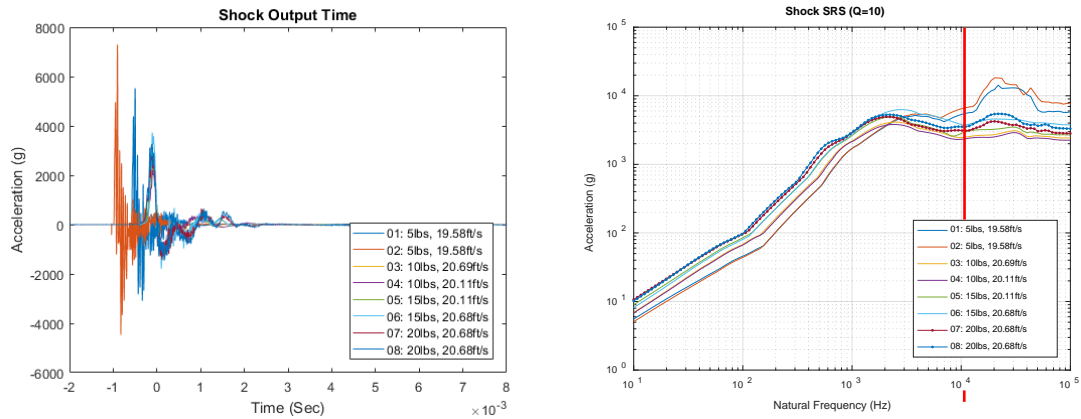 Shock Output Time
8000
6000
4000
2000
0
-2000
-4000
-6000
Acceleration (g)
-2
-1
0
1
2
3
4
5
6
7
8
Time (Sec)
× 10⁻³
01: 5lbs, 19.58ft/s
02: 5lbs, 19.58ft/s
03: 10lbs, 20.69ft/s
04: 10lbs, 20.11ft/s
05: 15lbs, 20.11ft/s
06: 15lbs, 20.68ft/s
07: 20lbs, 20.68ft/s
08: 20lbs, 20.68ft/s
Shock SRS (Q=10)
10⁵
10⁴
10³
10²
10¹
10⁰
Acceleration (g)
10¹
10²
10³
10⁴
10⁵
Natural Frequency (Hz)
01: 5lbs, 19.58ft/s
02: 5lbs, 19.58ft/s
03: 10lbs, 20.69ft/s
04: 10lbs, 20.11ft/s
05: 15lbs, 20.11ft/s
06: 15lbs, 20.68ft/s
07: 20lbs, 20.68ft/s
08: 20lbs, 20.68ft/s